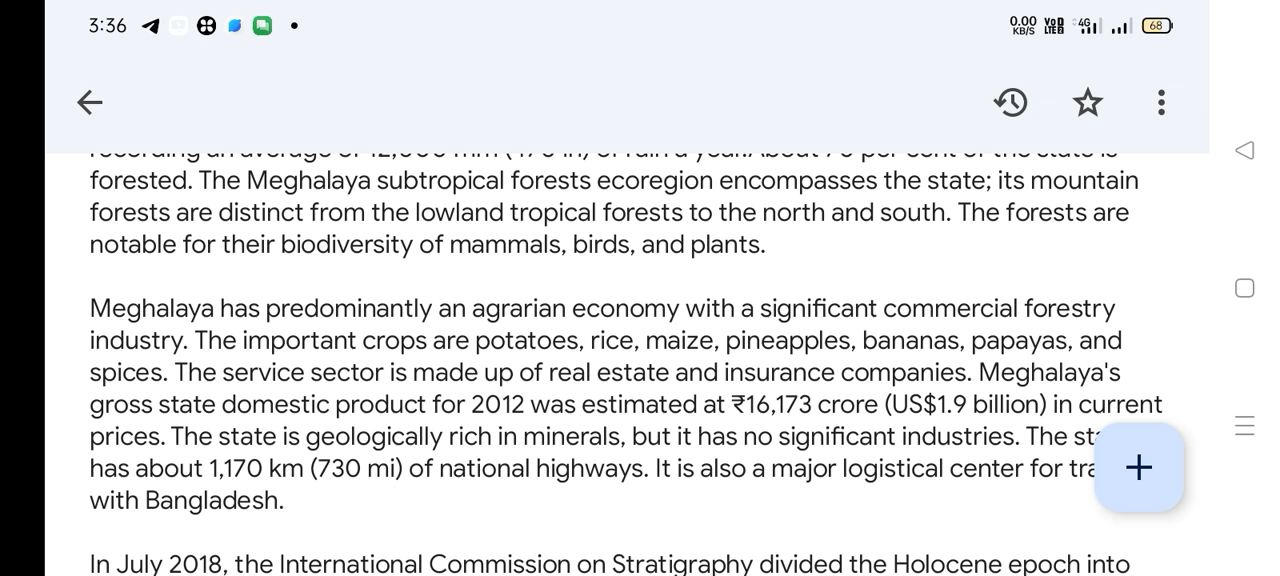 3:36
0.00 KB/S
4G
68
forested. The Meghalaya subtropical forests ecoregion encompasses the state; its mountain
forests are distinct from the lowland tropical forests to the north and south. The forests are
notable for their biodiversity of mammals, birds, and plants.
Meghalaya has predominantly an agrarian economy with a significant commercial forestry
industry. The important crops are potatoes, rice, maize, pineapples, bananas, papayas, and
spices. The service sector is made up of real estate and insurance companies. Meghalaya's
gross state domestic product for 2012 was estimated at ₹16,173 crore (US$1.9 billion) in current
prices. The state is geologically rich in minerals, but it has no significant industries. The
has about 1,170 km (730 mi) of national highways. It is also a major logistical center for
with Bangladesh.
In July 2018, the International Commission on Stratigraphy divided the Holocene epoch into